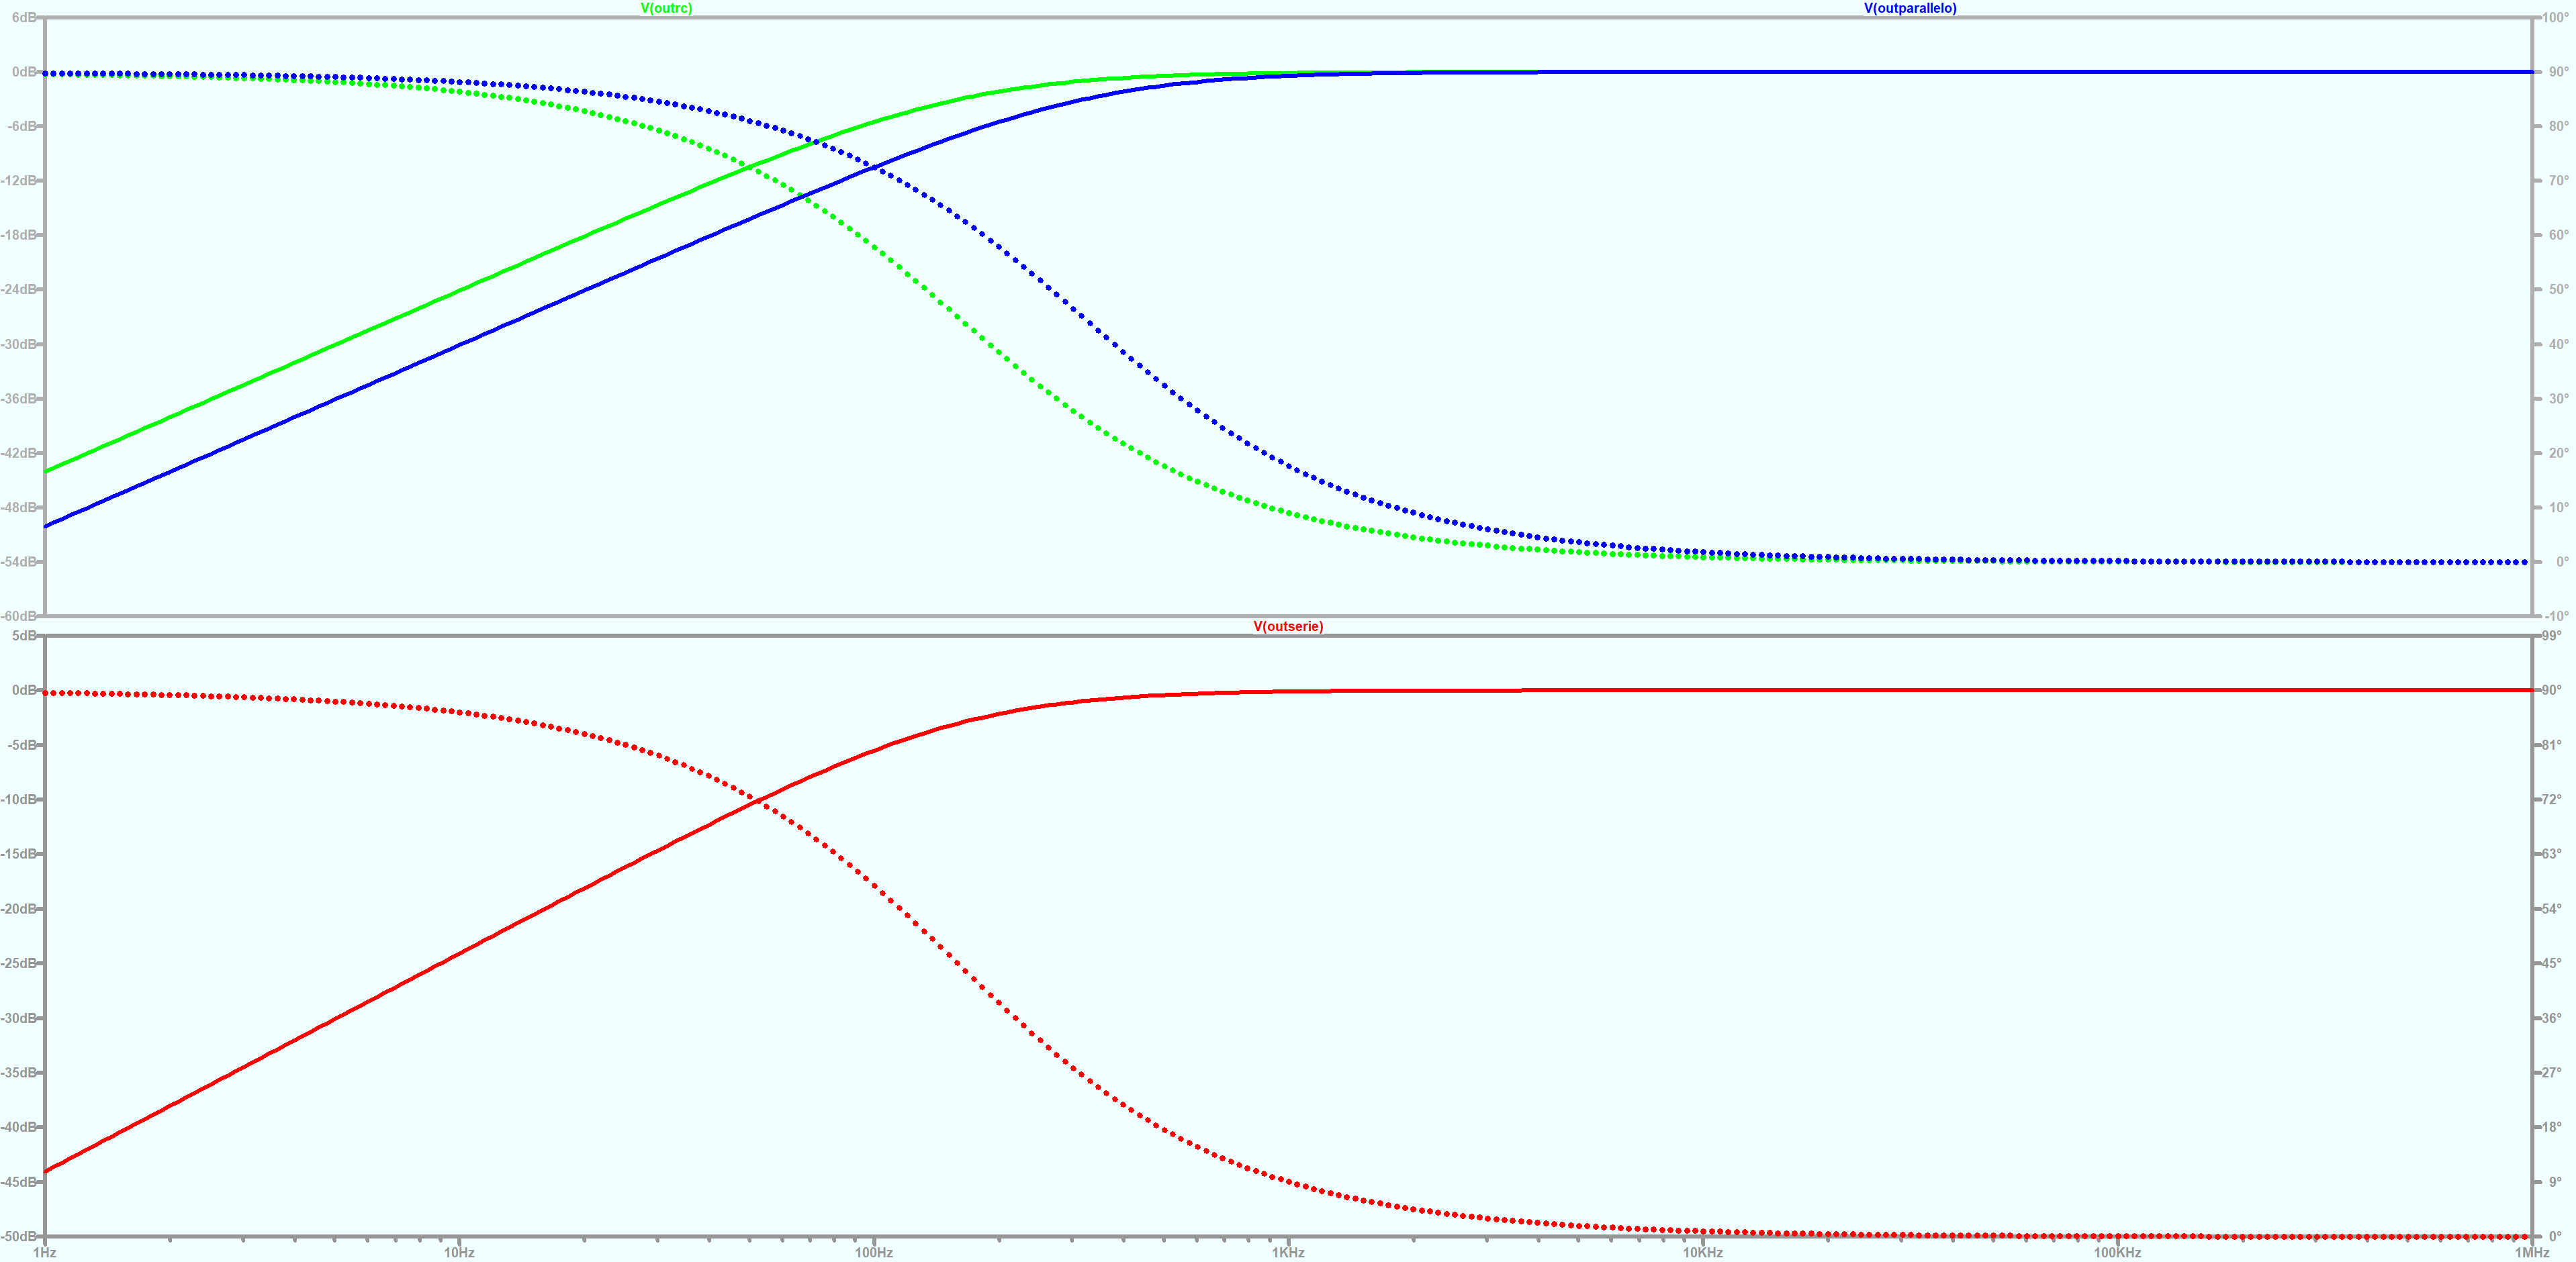 V(outrc) V(outparallelo)
6dB 100°
0dB 90°
-6dB 80°
-12dB 70°
-18dB 60°
-24dB 50°
-30dB 40°
-36dB 30°
-42dB 20°
-48dB 10°
-54dB 0°
-60dB -10°
V(outserie)
5dB 99°
0dB 90°
-5dB 81°
-10dB 72°
-15dB 63°
-20dB 54°
-25dB 45°
-30dB 36°
-35dB 27°
-40dB 18°
-45dB 9°
-50dB 0°
1Hz 10Hz 100Hz 1KHz 10KHz 100KHz 1MHz